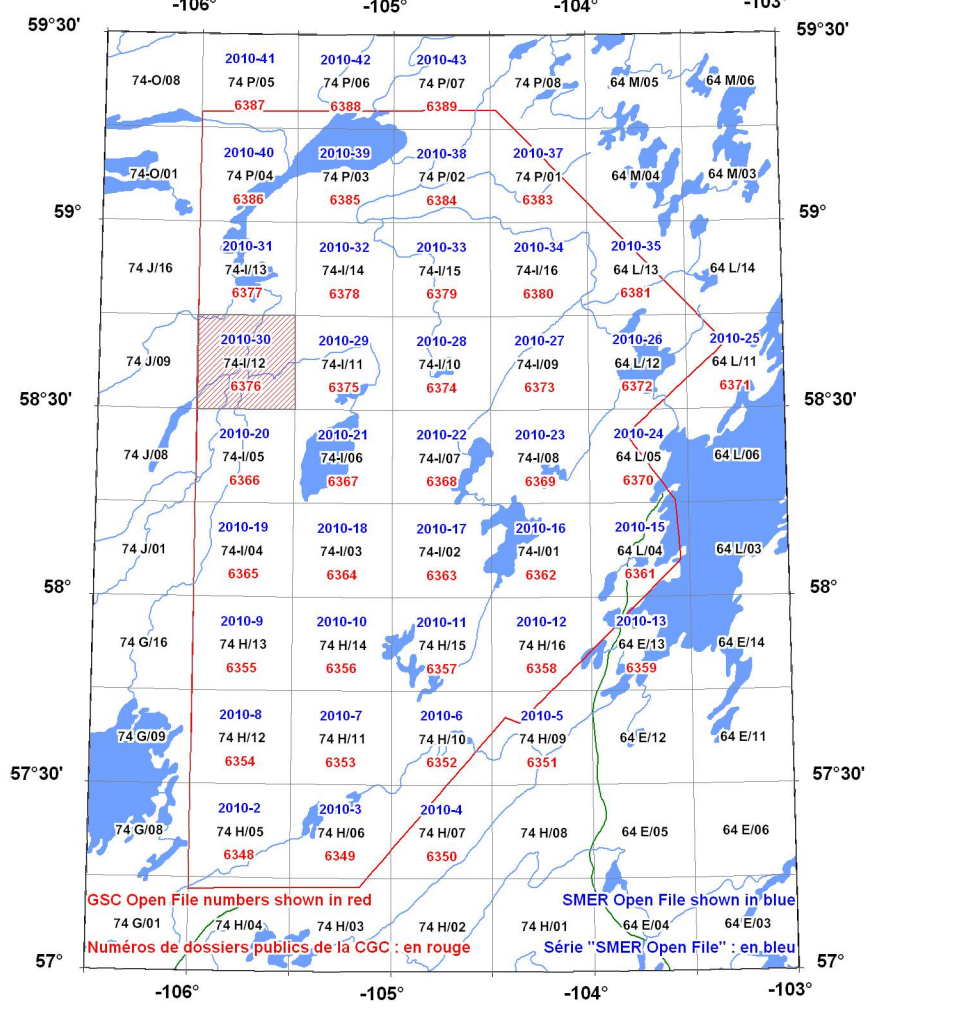 -106° -105° -104° -103°
59°30' 59°30'
2010-41 2010-42 2010-43
74-O/08 74 P/05 74 P/06 74 P/07 74 P/08 64 M/05 64 M/06
6387 6388 6389
2010-40 2010-39 2010-38 2010-37
74-O/01 74 P/04 74 P/03 74 P/02 74 P/01 64 M/04 64 M/03
6386 6385 6384 6383
59° 59°
2010-31 2010-32 2010-33 2010-34 2010-35
74 J/16 74-I/13 74-I/14 74-I/15 74-I/16 64 L/13 64 L/14
6377 6378 6379 6380 6381
2010-30 2010-29 2010-28 2010-27 2010-26 2010-25
74 J/09 74-I/12 74-I/11 74-I/10 74-I/09 64 L/12 64 L/11
6376 6375 6374 6373 6372 6371
58°30' 58°30'
2010-20 2010-21 2010-22 2010-23 2010-24
74 J/08 74-I/05 74-I/06 74-I/07 74-I/08 64 L/05 64 L/06
6366 6367 6368 6369 6370
2010-19 2010-18 2010-17 2010-16 2010-15
74 J/01 74-I/04 74-I/03 74-I/02 74-I/01 64 L/04 64 L/03
6365 6364 6363 6362 6361
58° 58°
2010-9 2010-10 2010-11 2010-12 2010-13
74 G/16 74 H/13 74 H/14 74 H/15 74 H/16 64 E/13 64 E/14
6355 6356 6357 6358 6359
2010-8 2010-7 2010-6 2010-5
74 G/09 74 H/12 74 H/11 74 H/10 74 H/09 64 E/12 64 E/11
6354 6353 6352 6351
57°30' 57°30'
2010-2 2010-3 2010-4
74 G/08 74 H/05 74 H/06 74 H/07 74 H/08 64 E/05 64 E/06
6348 6349 6350
GSC Open File numbers shown in red SMER Open File shown in blue
74 G/01 74 H/04 74 H/03 74 H/02 74 H/01 64 E/04 64 E/03
Numéros de dossiers publics de la CGC : en rouge Série "SMER Open File" : en bleu
57° 57°
-106° -105° -104° -103°